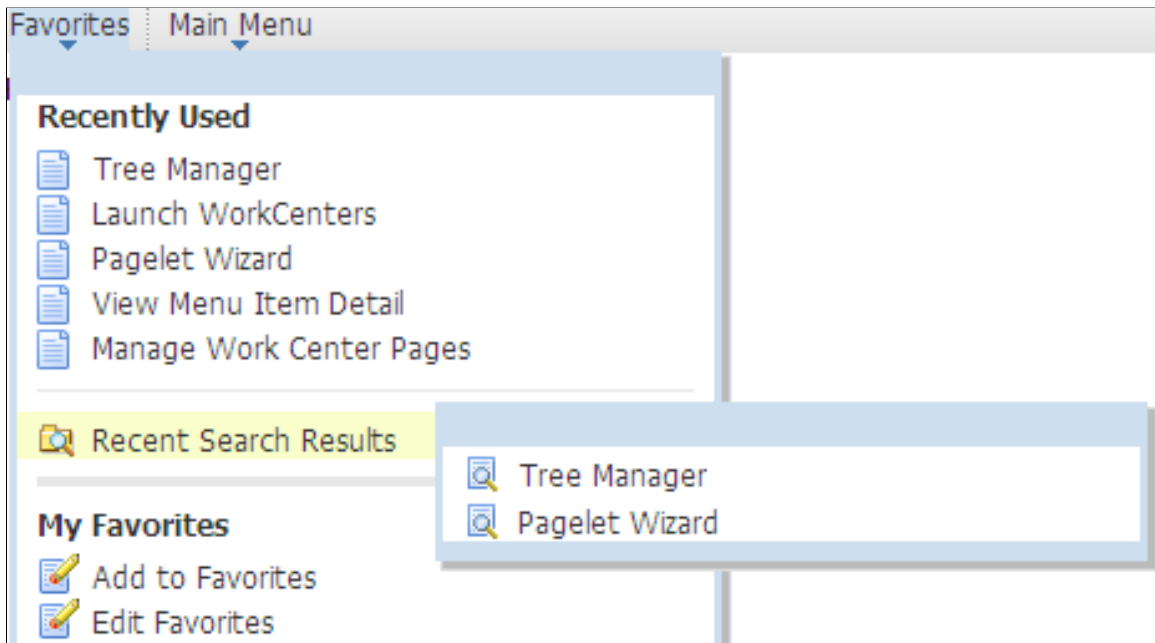 Favorites Main Menu
Recently Used
Tree Manager
Launch WorkCenters
Pagelet Wizard
View Menu Item Detail
Manage Work Center Pages
Recent Search Results
Tree Manager
Pagelet Wizard
My Favorites
Add to Favorites
Edit Favorites